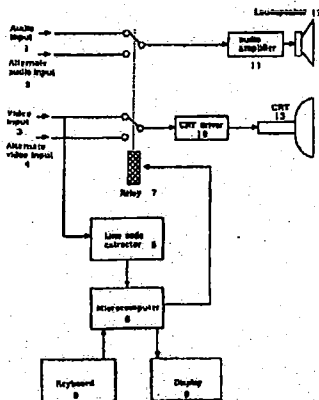 Loudspeaker 12
Audio
input
1
Alternate
audio input
2
audio
amplifier
11
Video
input
3
Alternate
video input
4
CRT driver
10
CRT
13
Relay 7
Line code
extractor 5
Microcomputer
6
Keyboard
8
Display
9